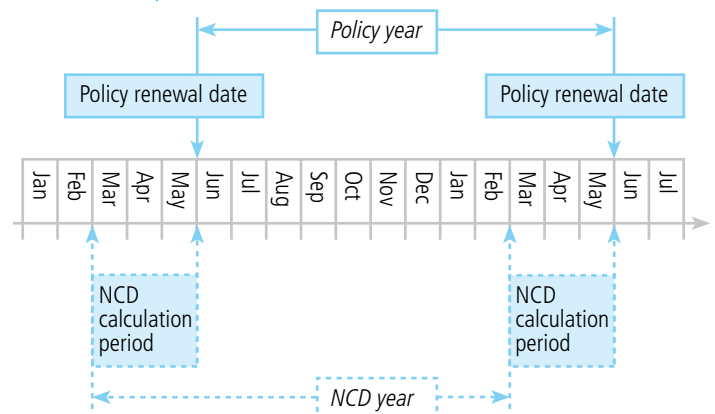 Policy year
Policy renewal date
Policy renewal date
Jan Feb Mar Apr May Jun Jul Aug Sep Oct Nov Dec Jan Feb Mar Apr May Jun Jul
NCD
calculation
period
NCD
calculation
period
NCD year